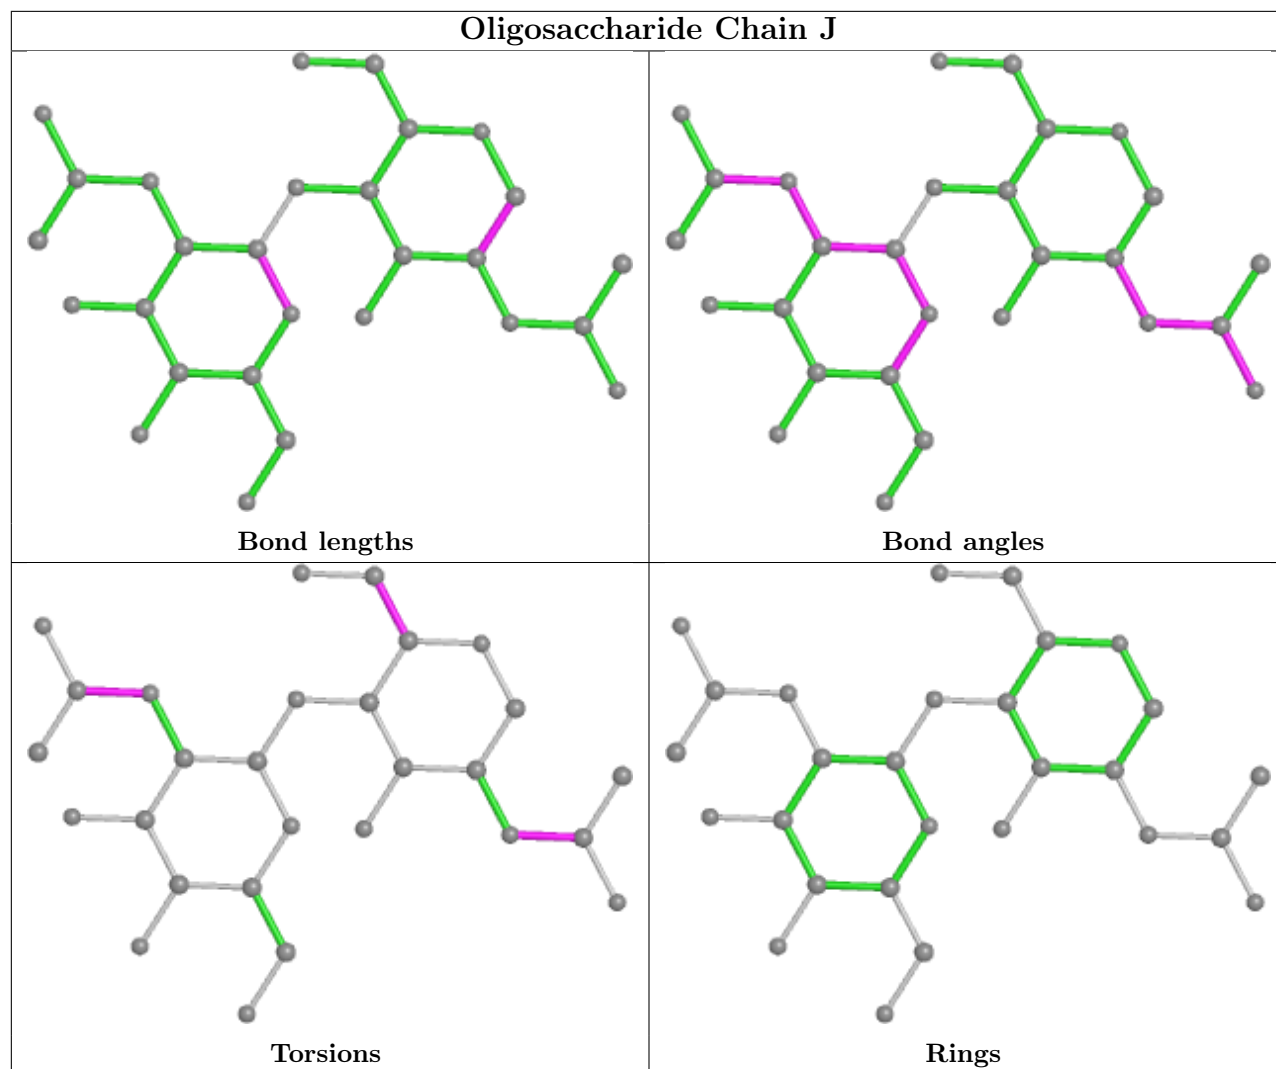 Oligosaccharide Chain J
Bond lengths
Bond angles
Torsions
Rings